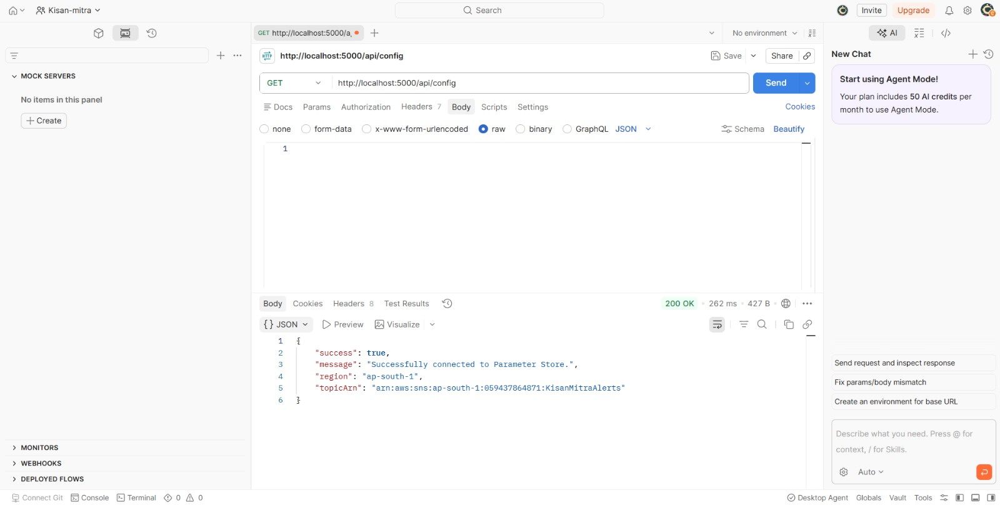 Kisan-mitra
Search
Invite
Upgrade
GET http://localhost:5000/a
No environment
AI
http://localhost:5000/api/config
Save
Share
New Chat
MOCK SERVERS
No items in this panel
Create
GET
http://localhost:5000/api/config
Send
Start using Agent Mode!
Your plan includes 50 AI credits per
month to use Agent Mode.
Docs Params Authorization Headers 7 Body Scripts Settings
Cookies
none form-data x-www-form-urlencoded raw binary GraphQL JSON
Schema Beautify
1
Body Cookies Headers 8 Test Results
200 OK • 262 ms • 427 B
{} JSON Preview Visualize
1 {
2 "success": true,
3 "message": "Successfully connected to Parameter Store.",
4 "region": "ap-south-1",
5 "topicArn": "arn:aws:sns:ap-south-1:059437864871:KisanMitraAlerts"
6 }
Send request and inspect response
Fix params/body mismatch
Create an environment for base URL
Describe what you need. Press @ for
context, / for Skills.
Auto
MONITORS
WEBHOOKS
DEPLOYED FLOWS
Connect Git Console Terminal 0 0
Desktop Agent Globals Vault Tools